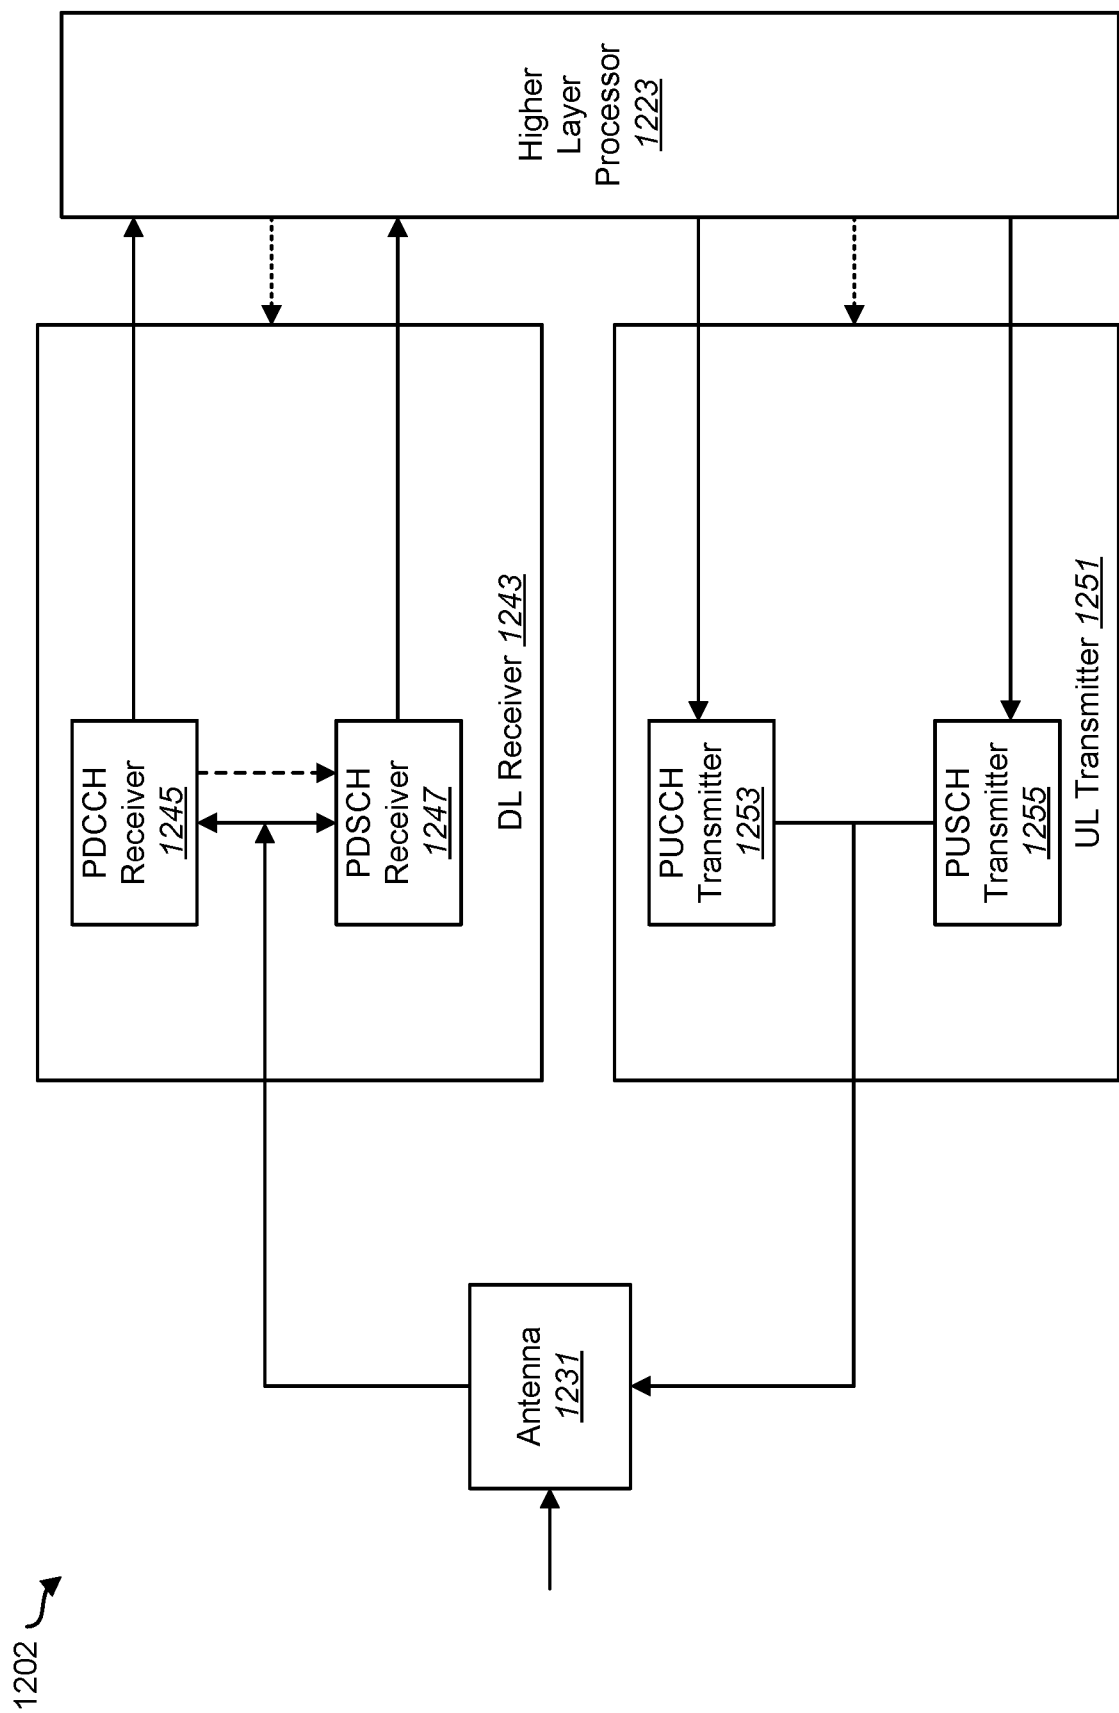 1202
Higher
Layer
Processor
1223
PDCCH
Receiver
1245
PDSCH
Receiver
1247
DL Receiver 1243
PUCCH
Transmitter
1253
PUSCH
Transmitter
1255
UL Transmitter 1251
Antenna
1231